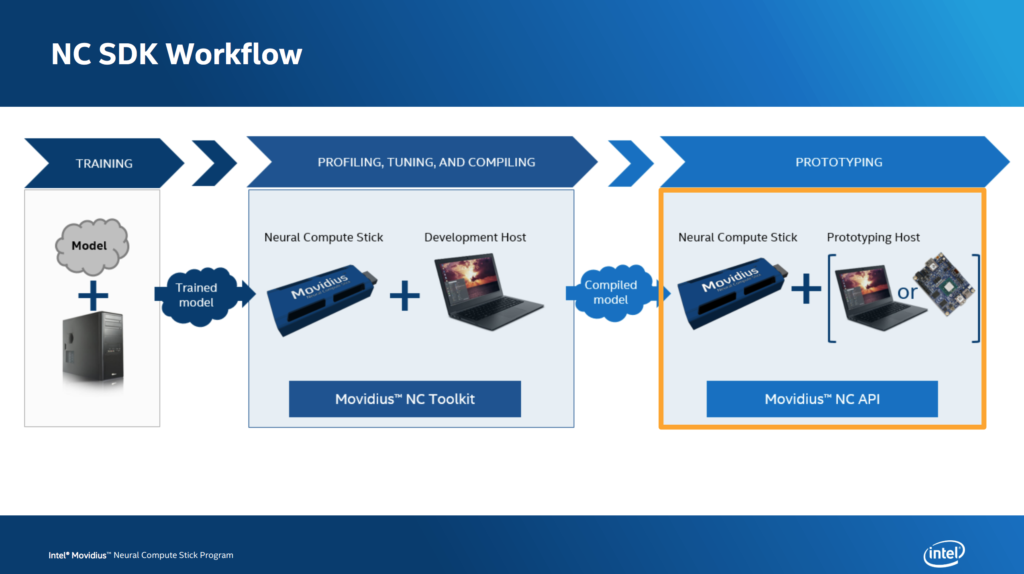 NC SDK Workflow
TRAINING
PROFILING, TUNING, AND COMPILING
PROTOTYPING
Model
Trained
model
Neural Compute Stick
Development Host
Movidius
Movidius™ NC Toolkit
Compiled
model
Neural Compute Stick
Prototyping Host
Movidius
or
Movidius™ NC API
Intel® Movidius™ Neural Compute Stick Program
intel